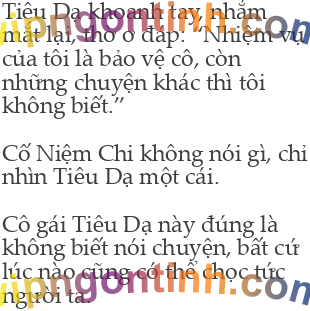 Tiêu Dạ khoanh tay, nhắm
mắt lại, thờ ơ đáp: “Nhiệm vụ
của tôi là bảo vệ cô, còn
những chuyện khác thì tôi
không biết.”
Cố Niệm Chi không nói gì, chỉ
nhìn Tiêu Dạ một cái.
Cô gái Tiêu Dạ này đúng là
không biết nói chuyện, bất cứ
lúc nào cũng có thể chọc tức
người ta.
vipngontinh.com
vipngontinh.com